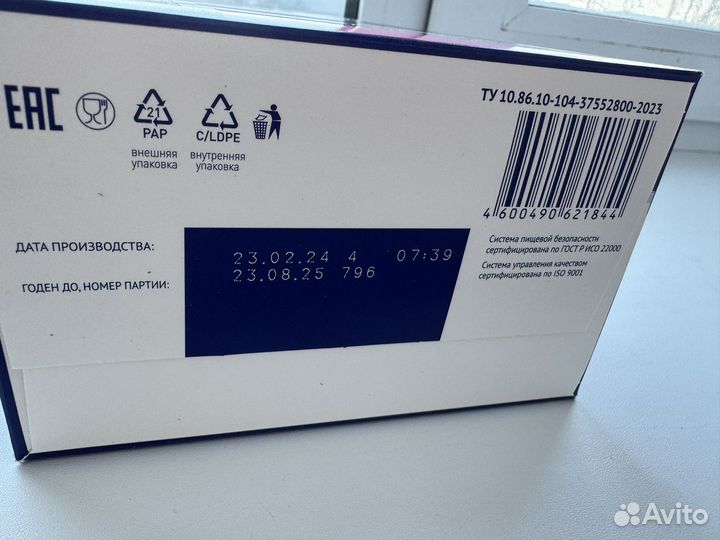 EAC
21
PAP
C/LDPE
внешняя
упаковка
внутренняя
упаковка
ТУ 10.86.10-104-37552800-2023
4 600490 621844
Система пищевой безопасности
сертифицирована по ГОСТ Р ИСО 22000
Система управления качеством
сертифицирована по ISO 9001
ДАТА ПРОИЗВОДСТВА:
23.02.24 4 07:39
ГОДЕН ДО, НОМЕР ПАРТИИ:
23.08.25 796
Avito